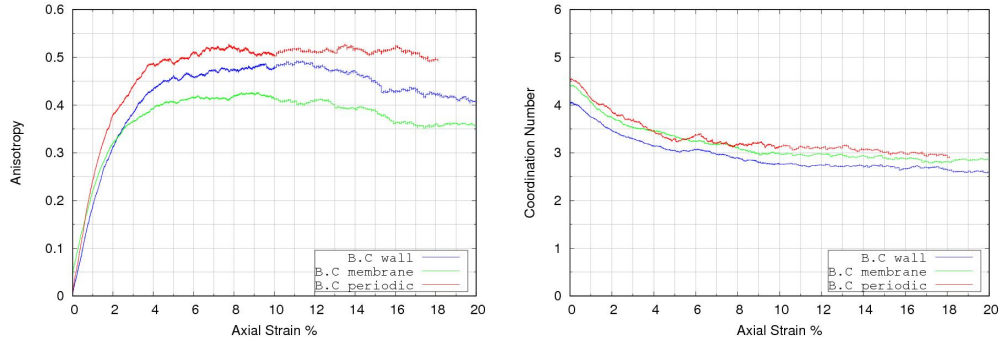 0.6
0.5
0.4
0.3
0.2
0.1
0
Anisotropy
B.C wall
B.C membrane
B.C periodic
0 2 4 6 8 10 12 14 16 18 20
Axial Strain %
6
5
4
3
2
1
0
Coordination Number
B.C wall
B.C membrane
B.C periodic
0 2 4 6 8 10 12 14 16 18 20
Axial Strain %